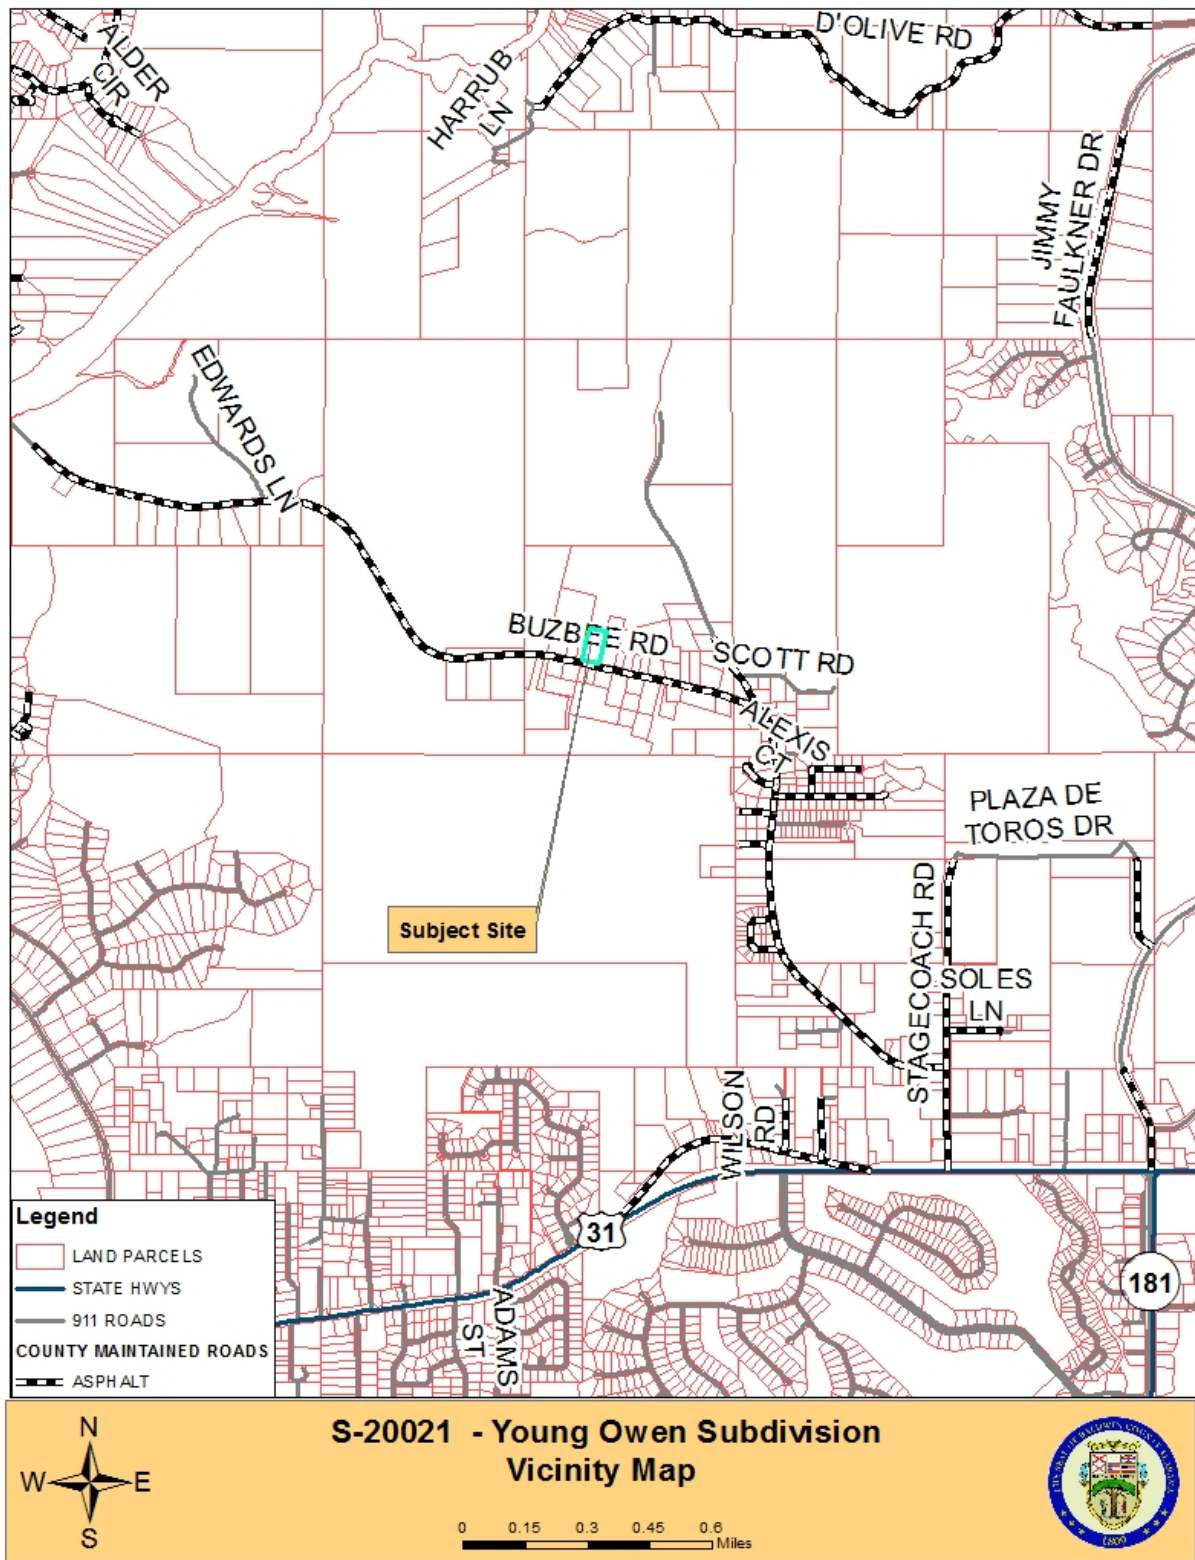 ALDER
CIR
HARRUB
LN
D'OLIVE RD
JIMMY
FAULKNER DR
EDWARDS LN
BUZBEE RD
SCOTT RD
ALEXIS
CT
PLAZA DE
TOROS DR
Subject Site
STAGECOACH RD
SOLES
LN
WILSON
RD
31
181
ADAMS
ST
Legend
LAND PARCELS
STATE HWYS
911 ROADS
COUNTY MAINTAINED ROADS
ASPHALT
N
W E
S
S-20021 - Young Owen Subdivision
Vicinity Map
0 0.15 0.3 0.45 0.6
Miles
1809